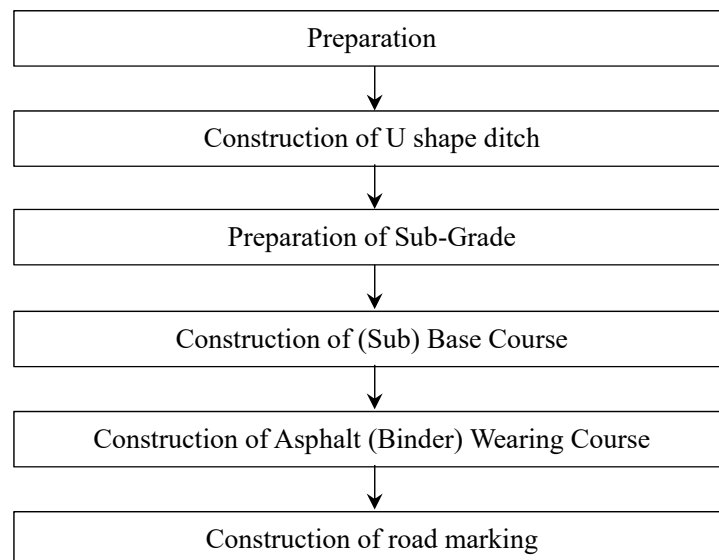 Preparation
Construction of U shape ditch
Preparation of Sub-Grade
Construction of (Sub) Base Course
Construction of Asphalt (Binder) Wearing Course
Construction of road marking